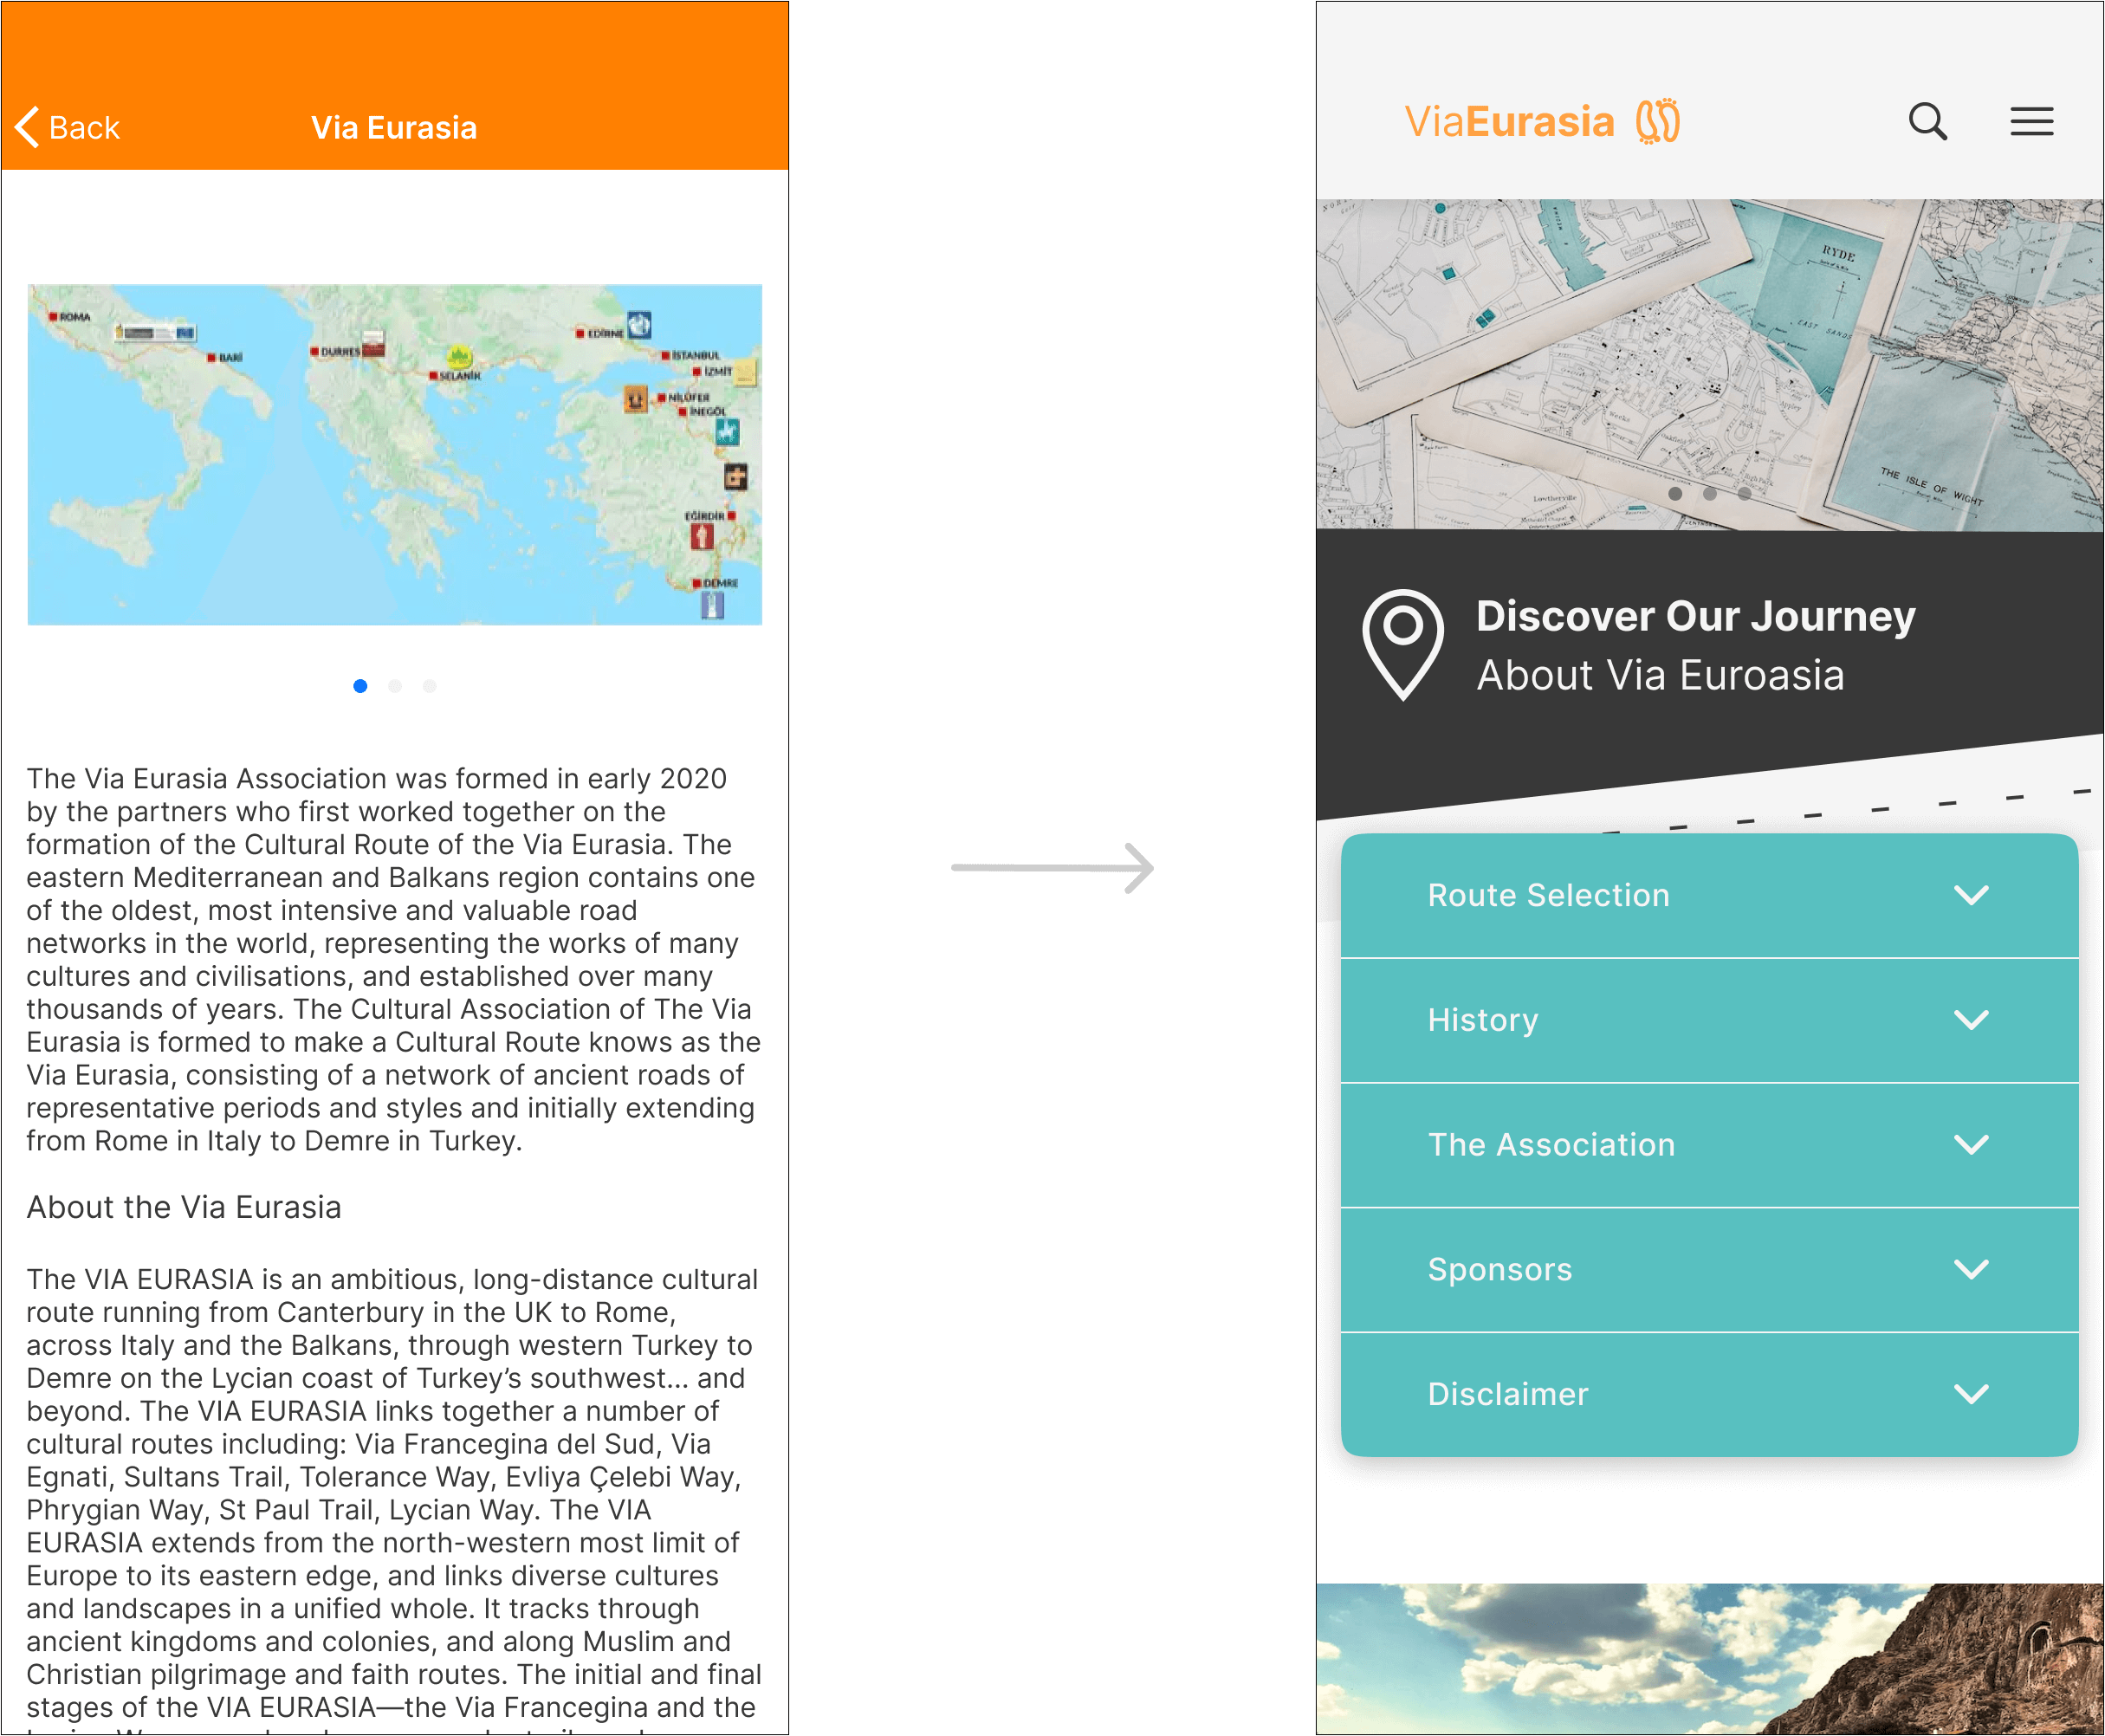 Back
Via Eurasia
ROMA
BARİ
DURRES
SELANİK
EDİRNE
İSTANBUL
İZMİT
NİLÜFER
İNEGÖL
EĞİRDİR
DEMRE
The Via Eurasia Association was formed in early 2020
by the partners who first worked together on the
formation of the Cultural Route of the Via Eurasia. The
eastern Mediterranean and Balkans region contains one
of the oldest, most intensive and valuable road
networks in the world, representing the works of many
cultures and civilisations, and established over many
thousands of years. The Cultural Association of The Via
Eurasia is formed to make a Cultural Route knows as the
Via Eurasia, consisting of a network of ancient roads of
representative periods and styles and initially extending
from Rome in Italy to Demre in Turkey.
About the Via Eurasia
The VIA EURASIA is an ambitious, long-distance cultural
route running from Canterbury in the UK to Rome,
across Italy and the Balkans, through western Turkey to
Demre on the Lycian coast of Turkey’s southwest... and
beyond. The VIA EURASIA links together a number of
cultural routes including: Via Francegina del Sud, Via
Egnati, Sultans Trail, Tolerance Way, Evliya Çelebi Way,
Phrygian Way, St Paul Trail, Lycian Way. The VIA
EURASIA extends from the north-western most limit of
Europe to its eastern edge, and links diverse cultures
and landscapes in a unified whole. It tracks through
ancient kingdoms and colonies, and along Muslim and
Christian pilgrimage and faith routes. The initial and final
stages of the VIA EURASIA—the Via Francegina and the
ViaEurasia
RYDE
EAST SANDS
THE ISLE OF WIGHT
Lowtherville
Weeks
Oakfield
Appley
Discover Our Journey
About Via Euroasia
Route Selection
History
The Association
Sponsors
Disclaimer